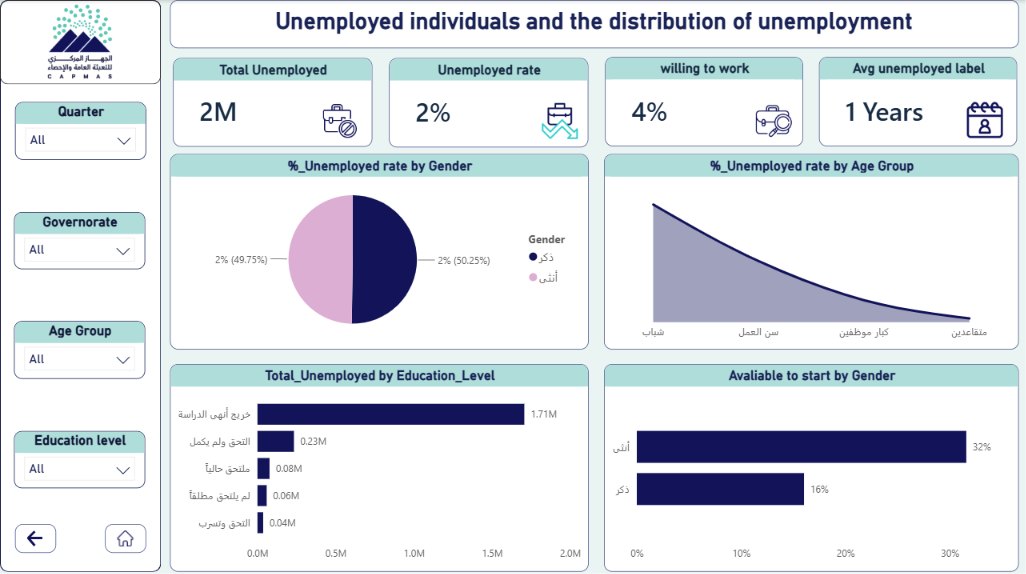 Unemployed individuals and the distribution of unemployment
الجهــاز المركـــزي
للتعبئة العامة والإحصاء
C A P M A S
Quarter
All
Governorate
All
Age Group
All
Education level
All
Total Unemployed
2M
Unemployed rate
2%
willing to work
4%
Avg unemployed label
1 Years
%_Unemployed rate by Gender
2% (49.75%)
2% (50.25%)
Gender
ذكر
أنثى
%_Unemployed rate by Age Group
شباب
سن العمل
كبار موظفين
متقاعدين
Total_Unemployed by Education_Level
خريج أنهى الدراسة
1.71M
التحق ولم يكمل
0.23M
ملتحق حالياً
0.08M
لم يلتحق مطلقاً
0.06M
التحق وتسرب
0.04M
0.0M 0.5M 1.0M 1.5M 2.0M
Avaliable to start by Gender
أنثى
32%
ذكر
16%
0% 10% 20% 30%